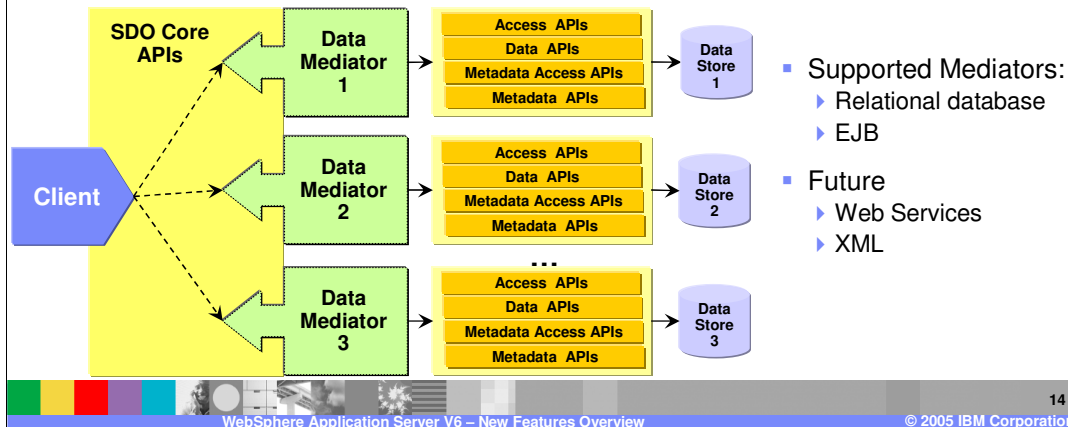 SDO Core
APIs
Client
Data
Mediator
1
Access APIs
Data APIs
Metadata Access APIs
Metadata APIs
Data
Store
1
Data
Mediator
2
Access APIs
Data APIs
Metadata Access APIs
Metadata APIs
Data
Store
2
...
Data
Mediator
3
Access APIs
Data APIs
Metadata Access APIs
Metadata APIs
Data
Store
3
Supported Mediators:
Relational database
EJB
Future
Web Services
XML
14
WebSphere Application Server V6 – New Features Overview
© 2005 IBM Corporation